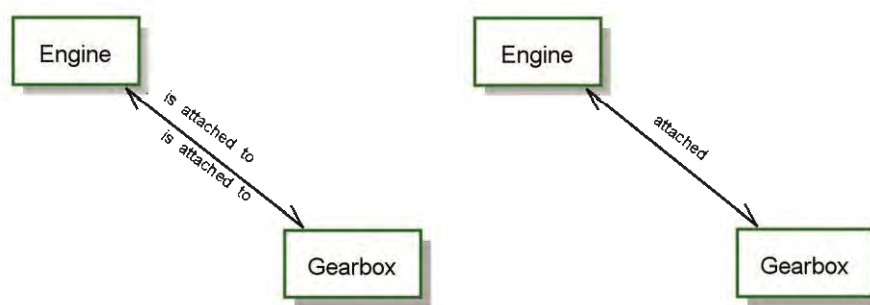 Engine
is attached to
is attached to
Gearbox
Engine
attached
Gearbox